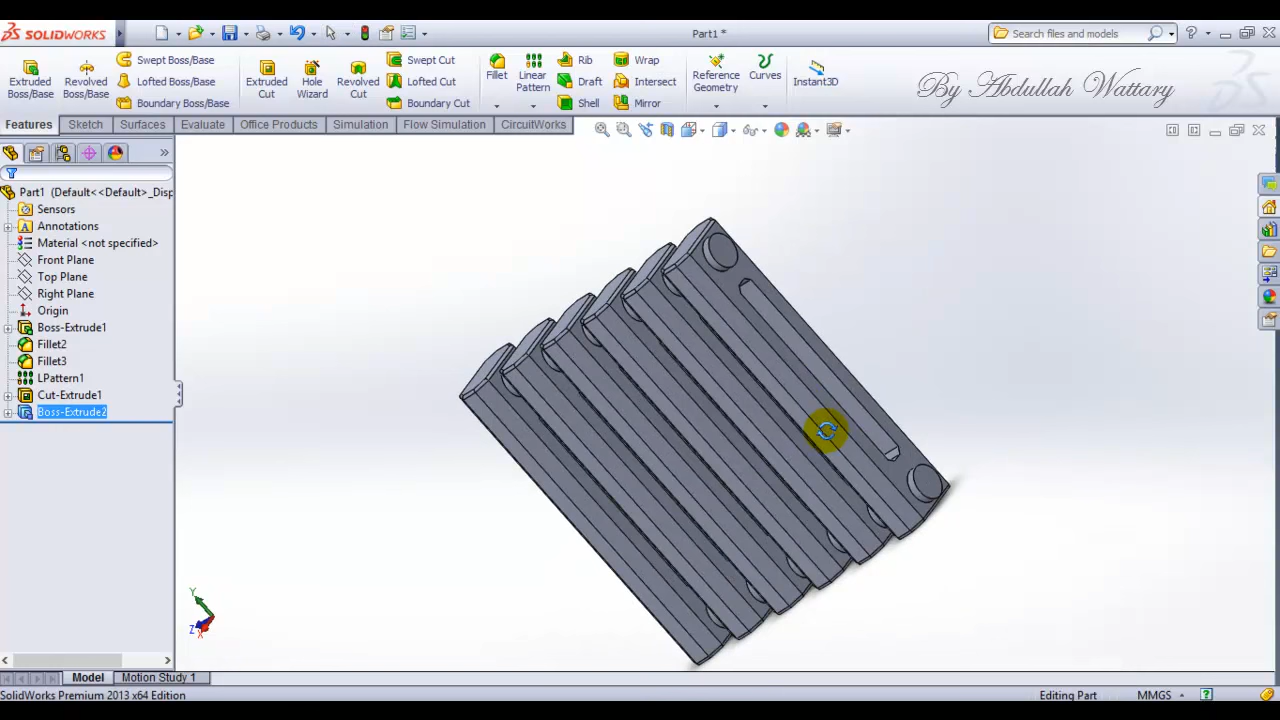 SOLIDWORKS
Part1 *
Search files and models
Extruded Boss/Base
Revolved Boss/Base
Swept Boss/Base
Lofted Boss/Base
Boundary Boss/Base
Extruded Cut
Hole Wizard
Revolved Cut
Swept Cut
Lofted Cut
Boundary Cut
Fillet
Linear Pattern
Rib
Draft
Shell
Wrap
Intersect
Mirror
Reference Geometry
Curves
Instant3D
By Abdullah Wattary
Features
Sketch
Surfaces
Evaluate
Office Products
Simulation
Flow Simulation
CircuitWorks
Part1 (Default<<Default>_Disp
Sensors
Annotations
Material <not specified>
Front Plane
Top Plane
Right Plane
Origin
Boss-Extrude1
Fillet2
Fillet3
LPattern1
Cut-Extrude1
Boss-Extrude2
Y
Z
X
Model
Motion Study 1
SolidWorks Premium 2013 x64 Edition
Editing Part
MMGS